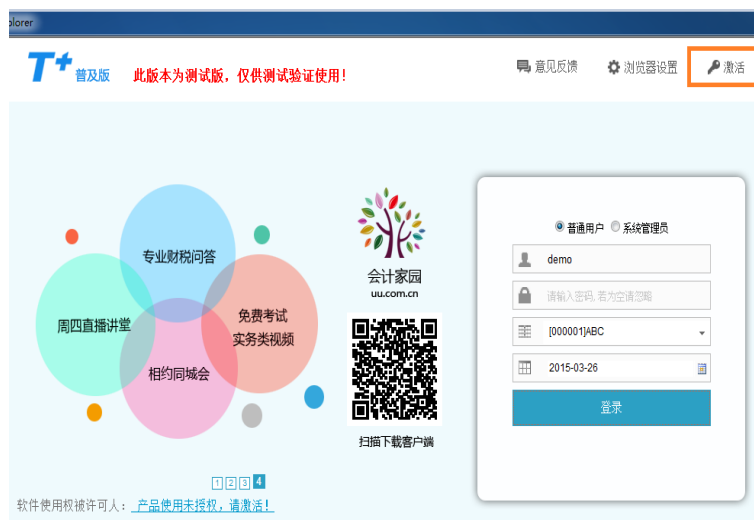 plorer
T+ 普及版
此版本为测试版，仅供测试验证使用！
意见反馈
浏览器设置
激活
专业财税问答
周四直播讲堂
免费考试
实务类视频
相约同城会
会计家园
uu.com.cn
扫描下载客户端
1 2 3 4
普通用户 系统管理员
demo
请输入密码, 若为空请忽略
[000001]ABC
2015-03-26
登录
软件使用权被许可人： 产品使用未授权，请激活！